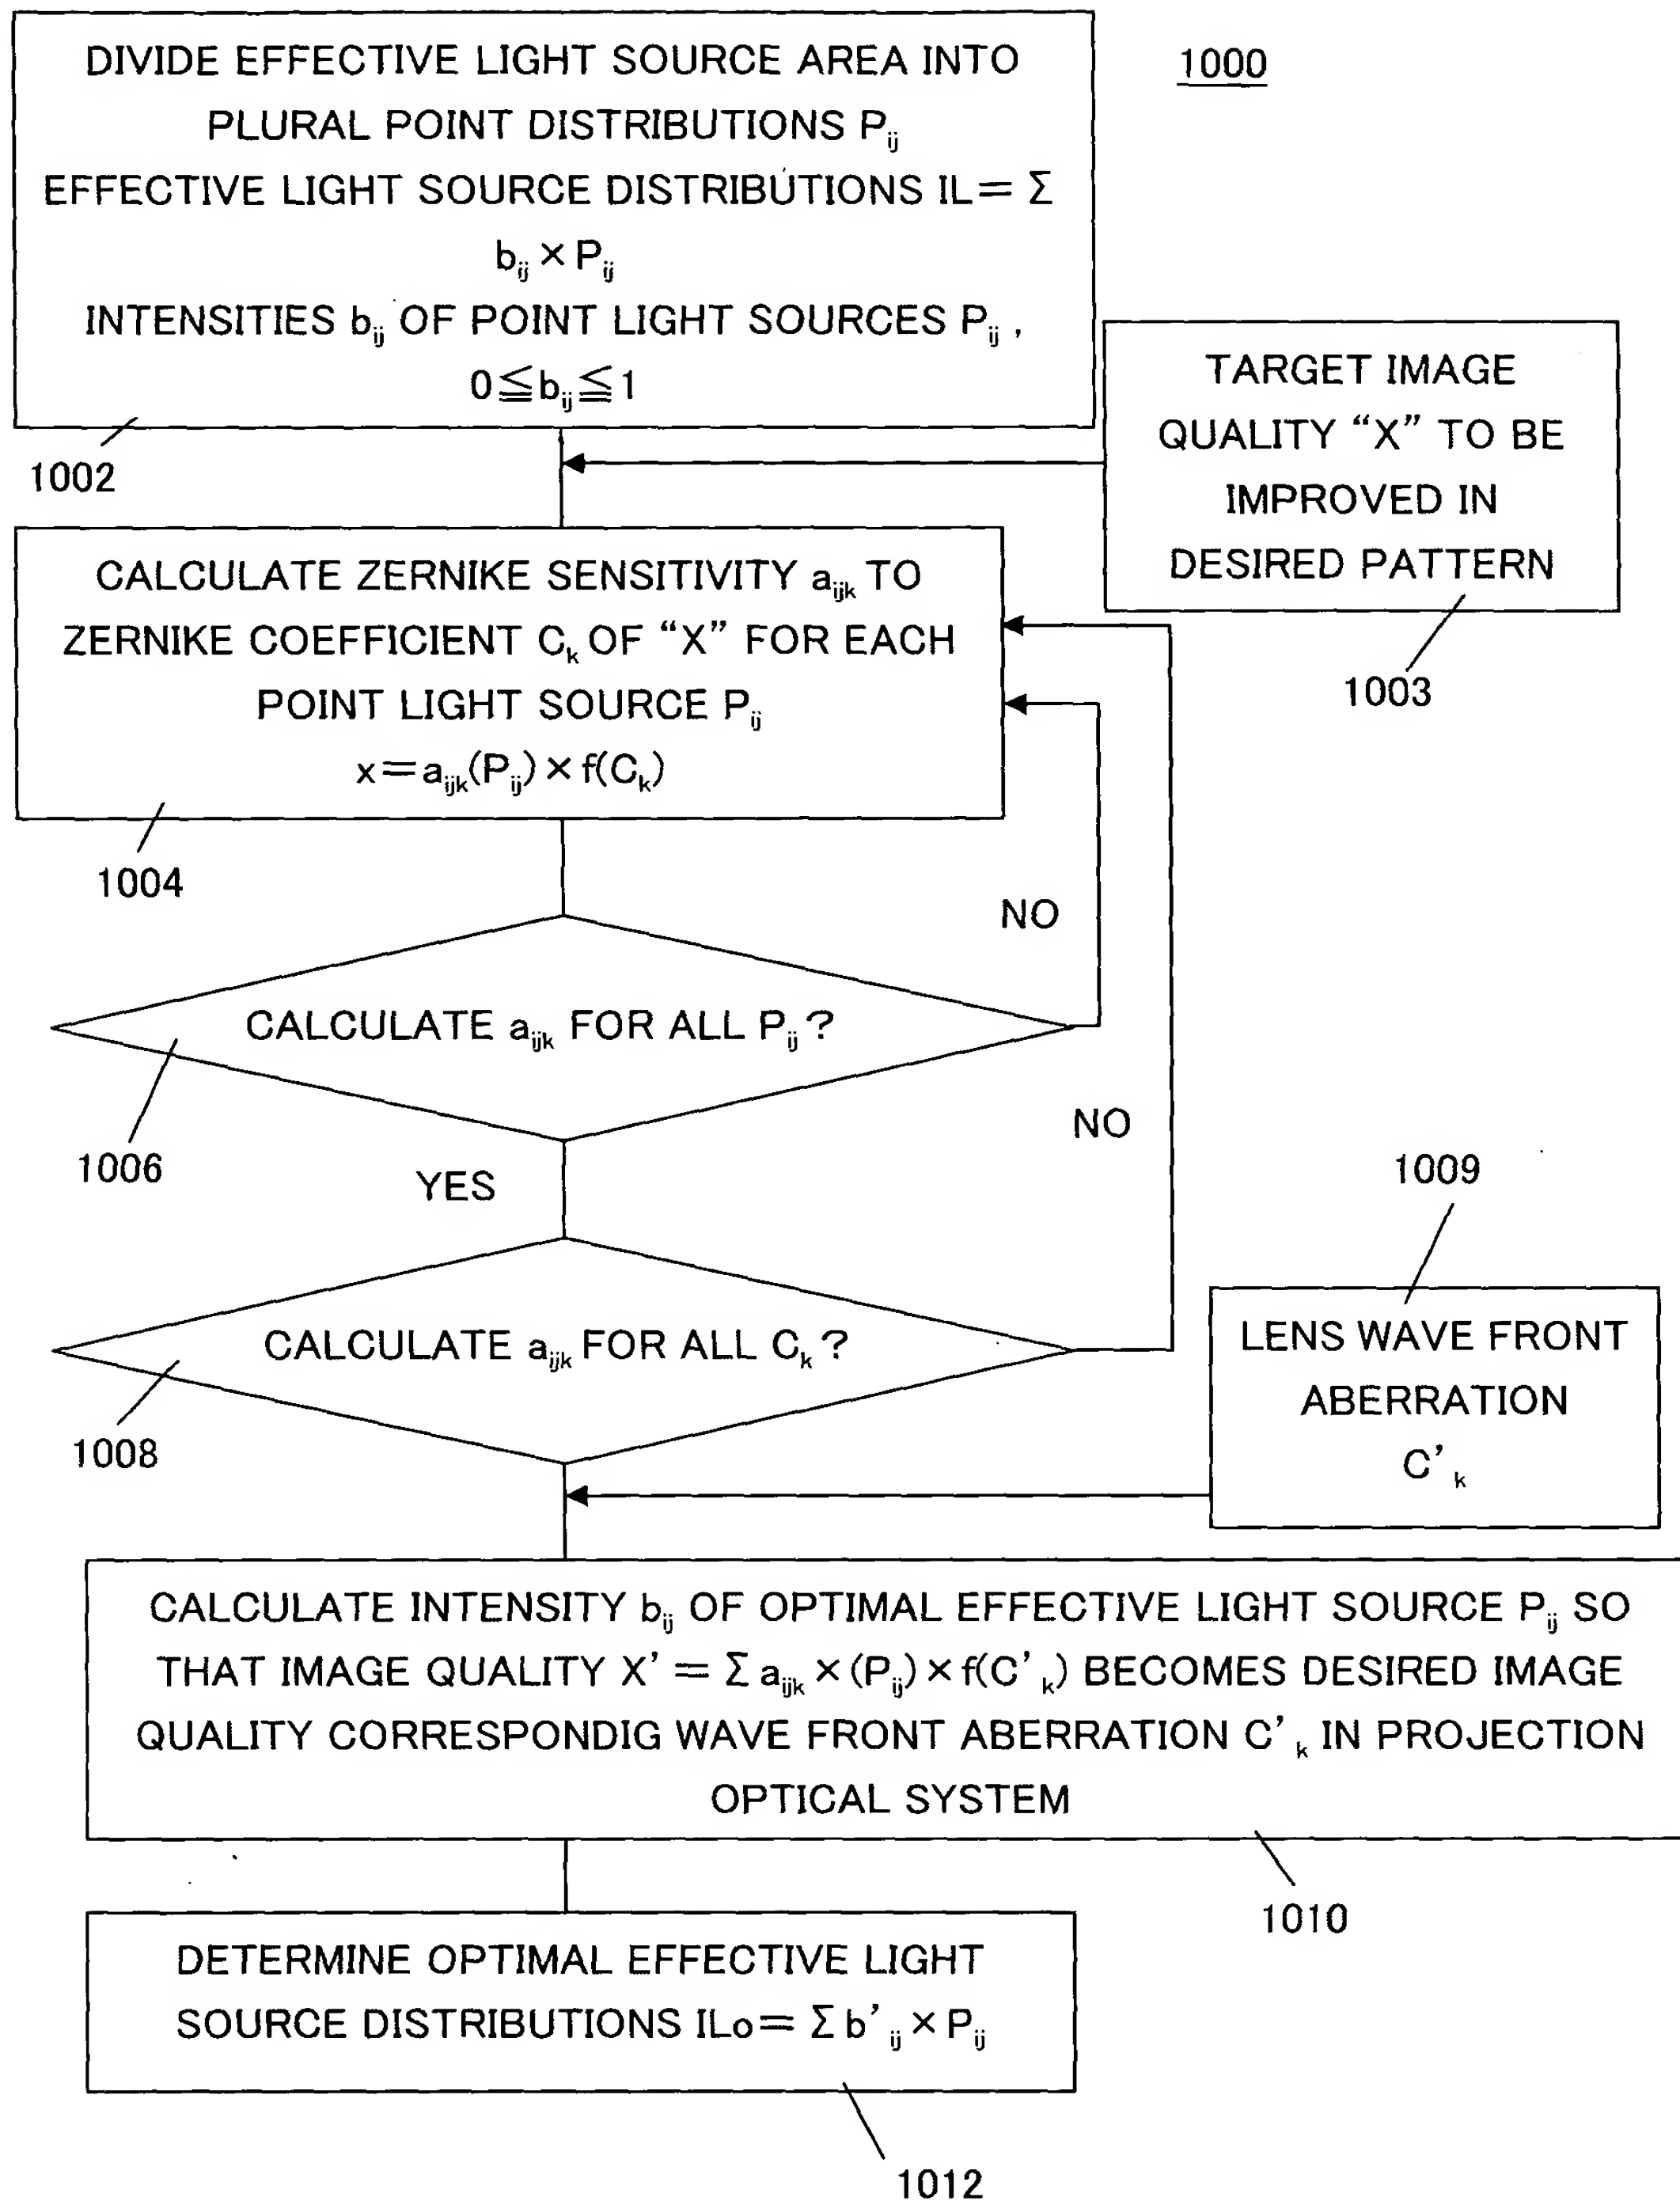 1000
DIVIDE EFFECTIVE LIGHT SOURCE AREA INTO
PLURAL POINT DISTRIBUTIONS Pij
EFFECTIVE LIGHT SOURCE DISTRIBUTIONS IL=Σ
bij × Pij
INTENSITIES bij OF POINT LIGHT SOURCES Pij ,
0≦bij≦1
1002
TARGET IMAGE
QUALITY “X” TO BE
IMPROVED IN
DESIRED PATTERN
1003
CALCULATE ZERNIKE SENSITIVITY aijk TO
ZERNIKE COEFFICIENT Ck OF “X” FOR EACH
POINT LIGHT SOURCE Pij
x=aijk(Pij) × f(Ck)
1004
NO
CALCULATE aijk FOR ALL Pij ?
1006
YES
NO
CALCULATE aijk FOR ALL Ck ?
1008
1009
LENS WAVE FRONT
ABERRATION
C’k
CALCULATE INTENSITY bij OF OPTIMAL EFFECTIVE LIGHT SOURCE Pij SO
THAT IMAGE QUALITY X’ = Σ aijk × (Pij) × f(C’k) BECOMES DESIRED IMAGE
QUALITY CORRESPONDIG WAVE FRONT ABERRATION C’k IN PROJECTION
OPTICAL SYSTEM
1010
DETERMINE OPTIMAL EFFECTIVE LIGHT
SOURCE DISTRIBUTIONS ILo= Σ b’ij × Pij
1012